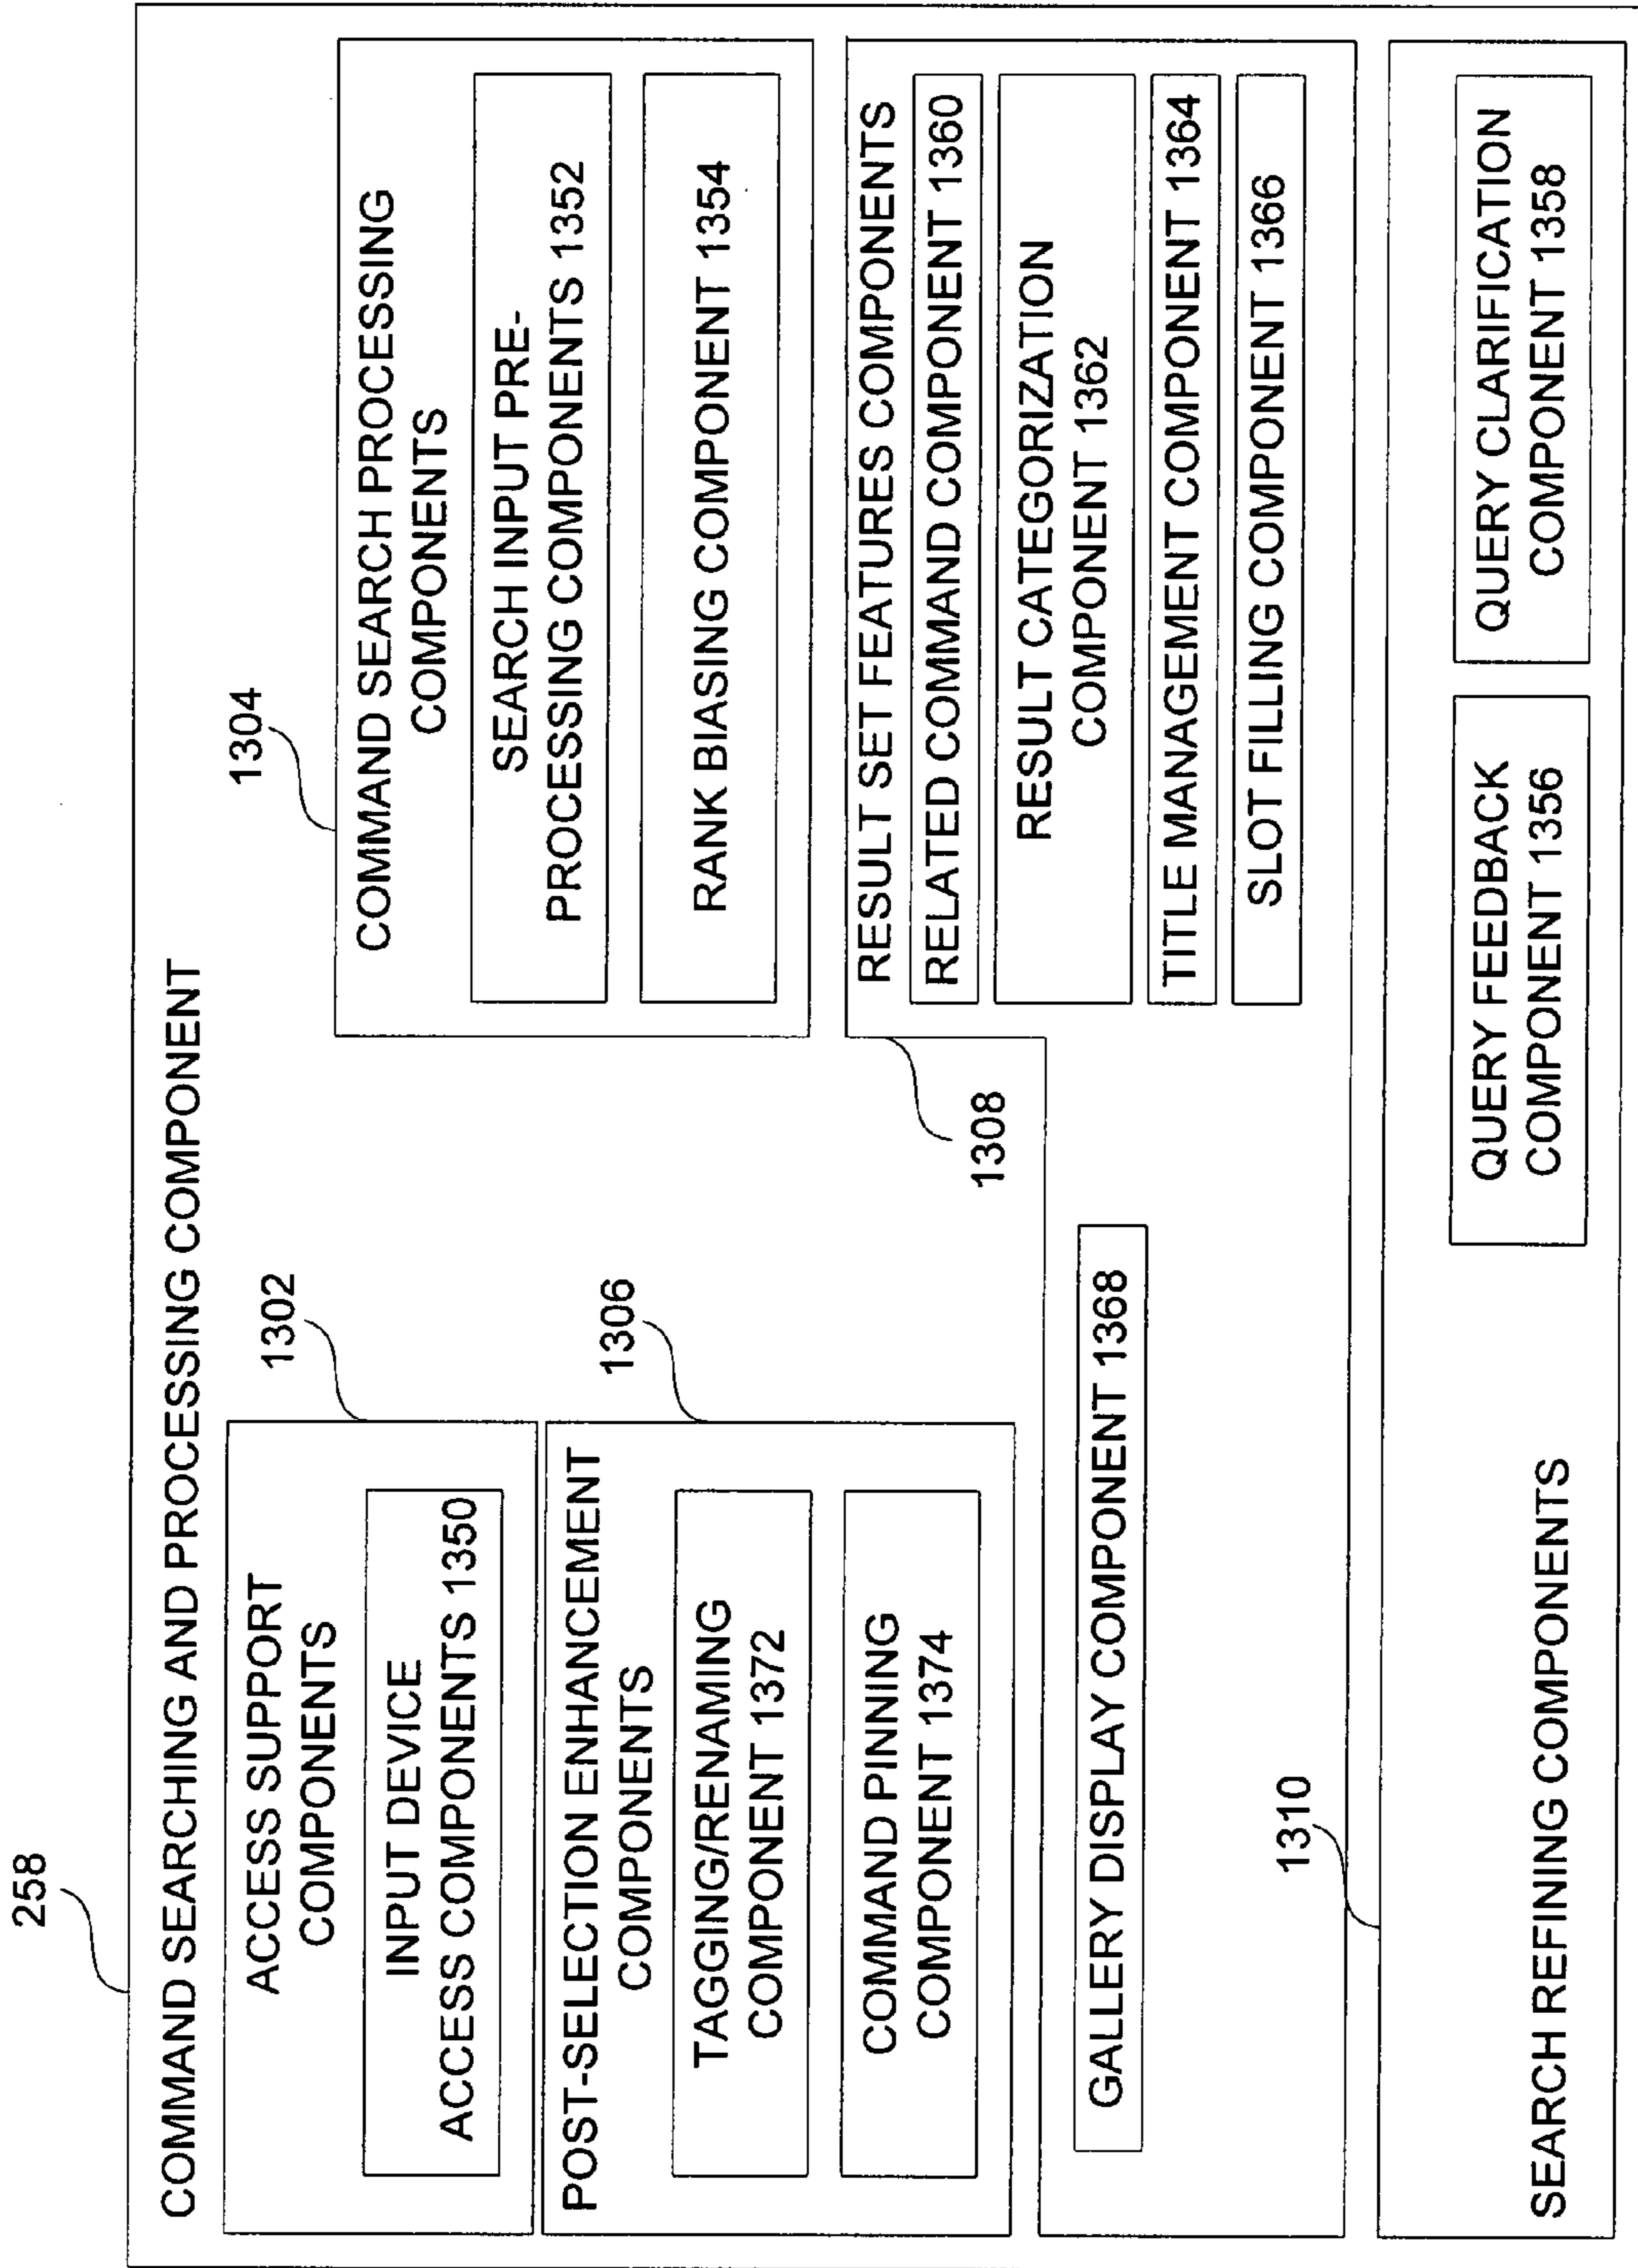 258
COMMAND SEARCHING AND PROCESSING COMPONENT
1302
ACCESS SUPPORT
COMPONENTS
INPUT DEVICE
ACCESS COMPONENTS 1350
1304
COMMAND SEARCH PROCESSING
COMPONENTS
SEARCH INPUT PRE-
PROCESSING COMPONENTS 1352
RANK BIASING COMPONENT 1354
1306
POST-SELECTION ENHANCEMENT
COMPONENTS
TAGGING/RENAMING
COMPONENT 1372
COMMAND PINNING
COMPONENT 1374
1308
RESULT SET FEATURES COMPONENTS
RELATED COMMAND COMPONENT 1360
RESULT CATEGORIZATION
COMPONENT 1362
TITLE MANAGEMENT COMPONENT 1364
SLOT FILLING COMPONENT 1366
GALLERY DISPLAY COMPONENT 1368
1310
SEARCH REFINING COMPONENTS
QUERY FEEDBACK
COMPONENT 1356
QUERY CLARIFICATION
COMPONENT 1358